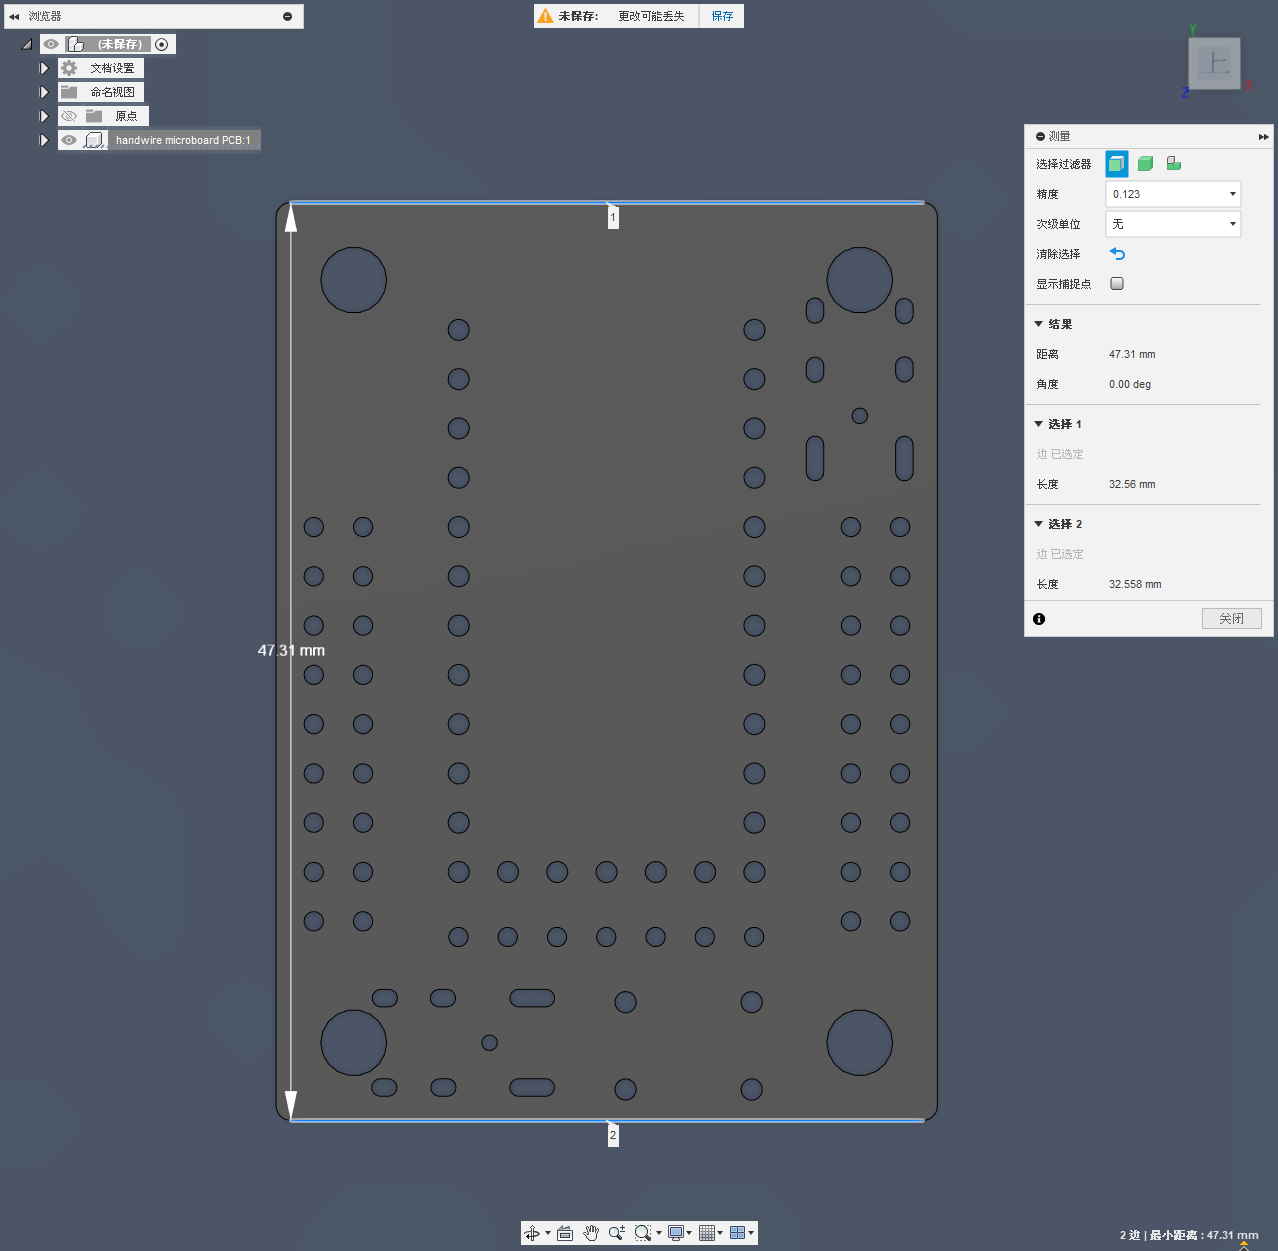 浏览器
未保存: 更改可能丢失 保存
(未保存)
文档设置
命名视图
原点
handwire microboard PCB:1
Y
上
X
Z
测量
选择过滤器
精度 0.123
次级单位 无
清除选择
显示捕捉点
结果
距离 47.31 mm
角度 0.00 deg
选择 1
边 已选定
长度 32.56 mm
选择 2
边 已选定
长度 32.558 mm
关闭
1
47.31 mm
2
2 边 | 最小距离 : 47.31 mm